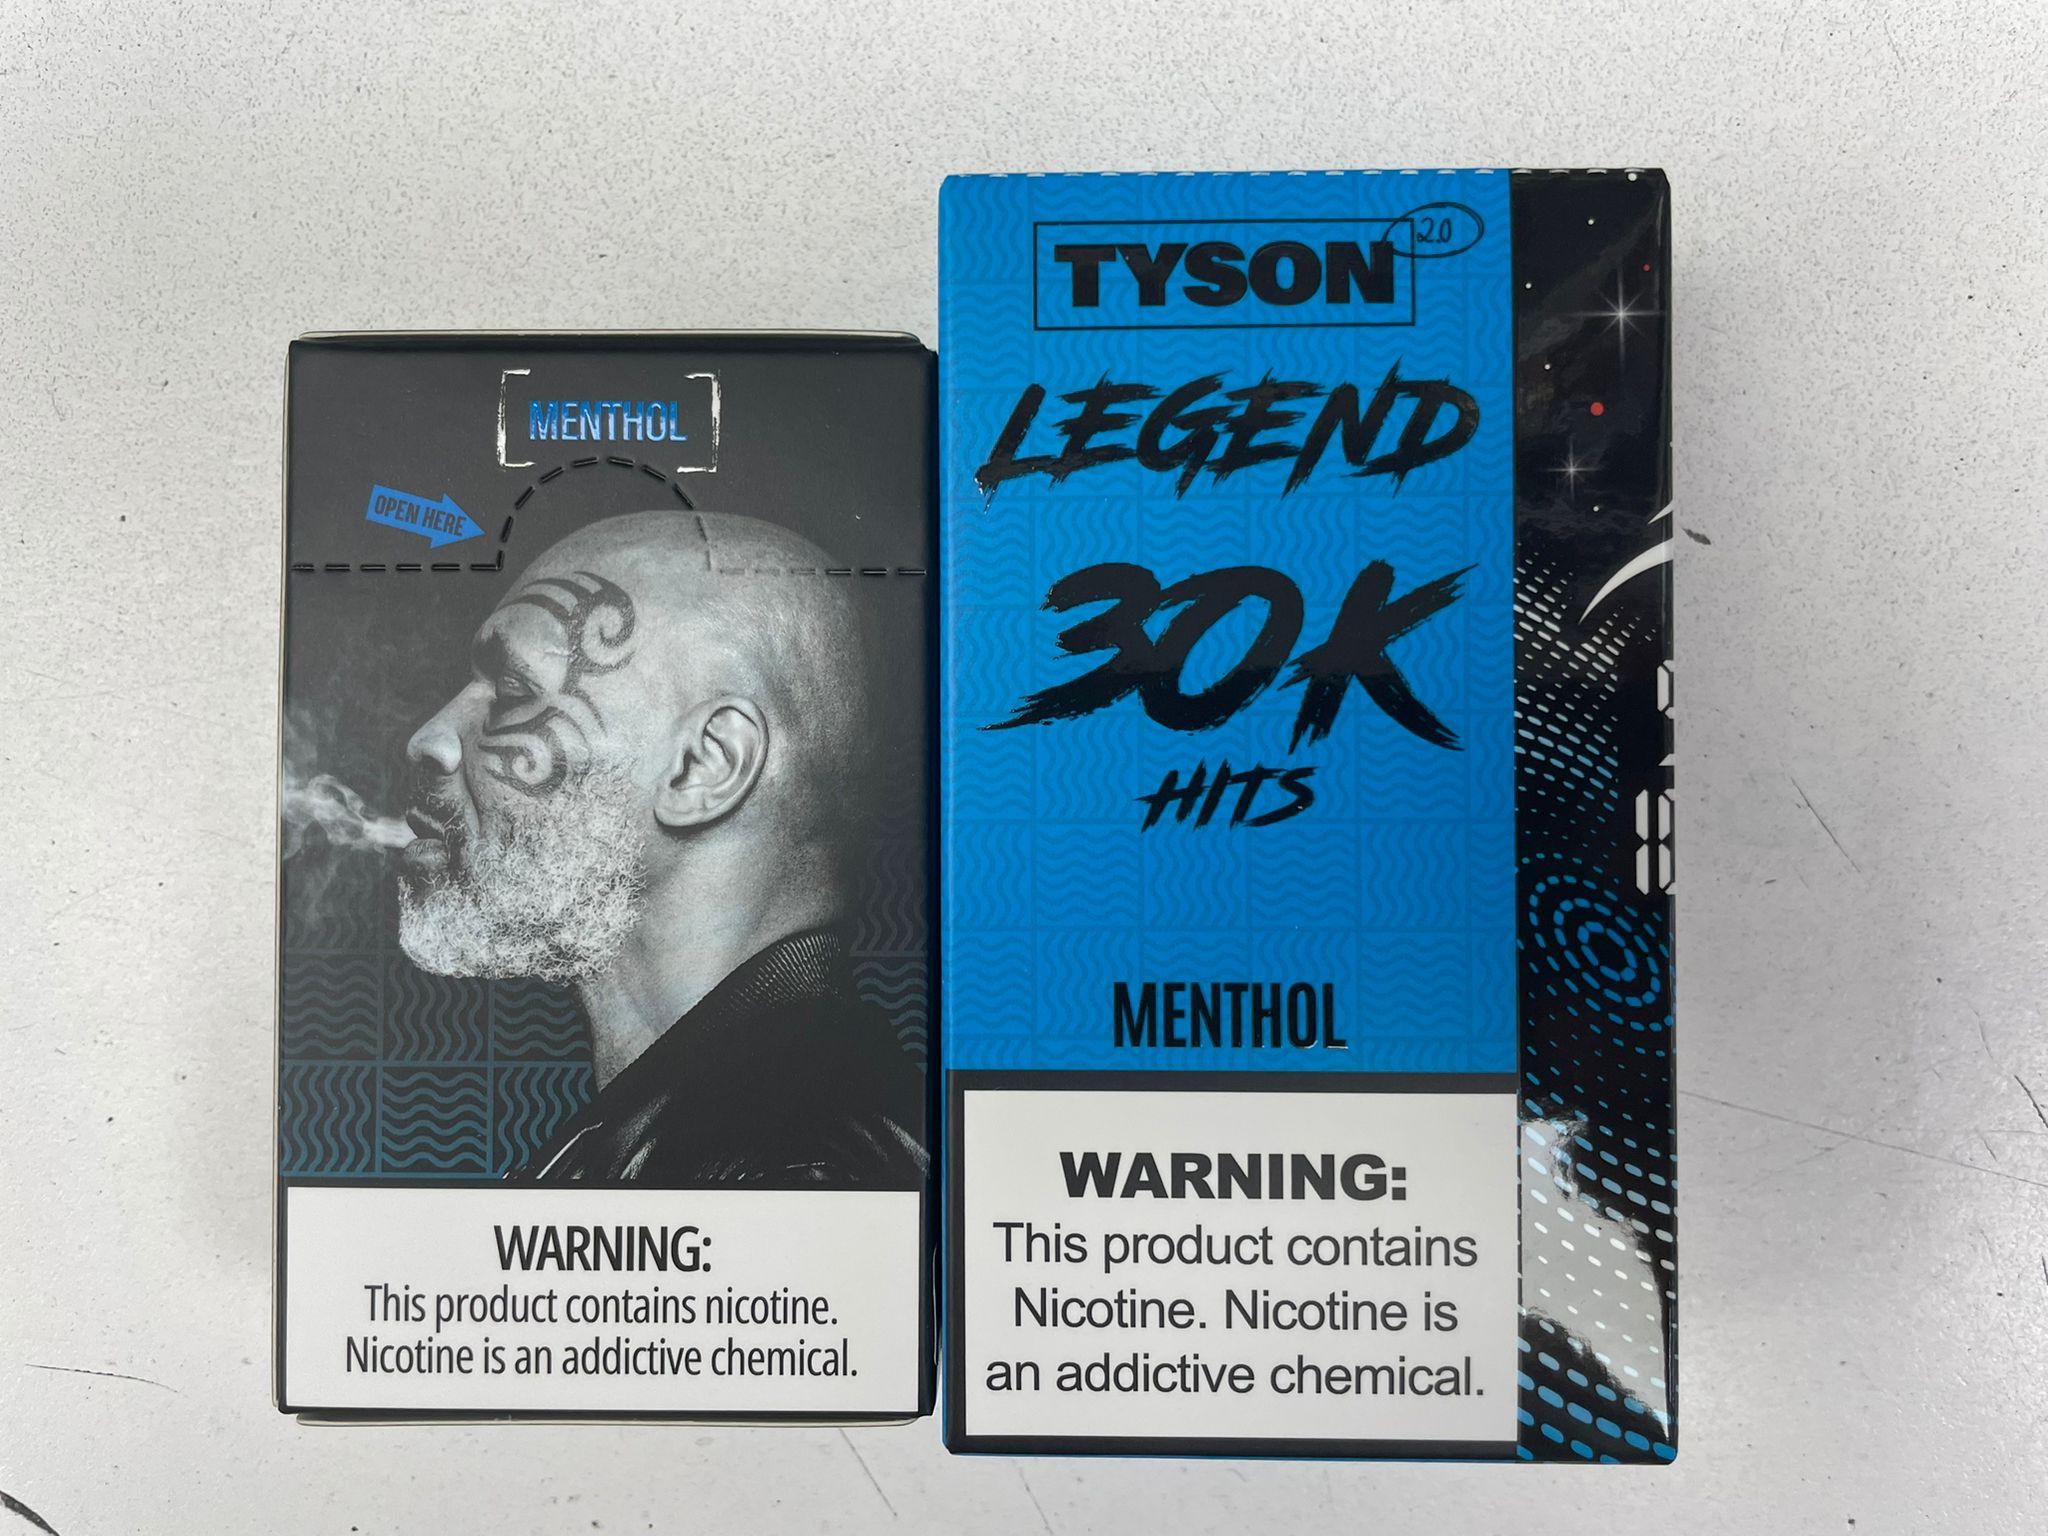 MENTHOL
OPEN HERE
WARNING:
This product contains nicotine.
Nicotine is an addictive chemical.
TYSON 2.0
LEGEND
30K
HITS
MENTHOL
WARNING:
This product contains
Nicotine. Nicotine is
an addictive chemical.